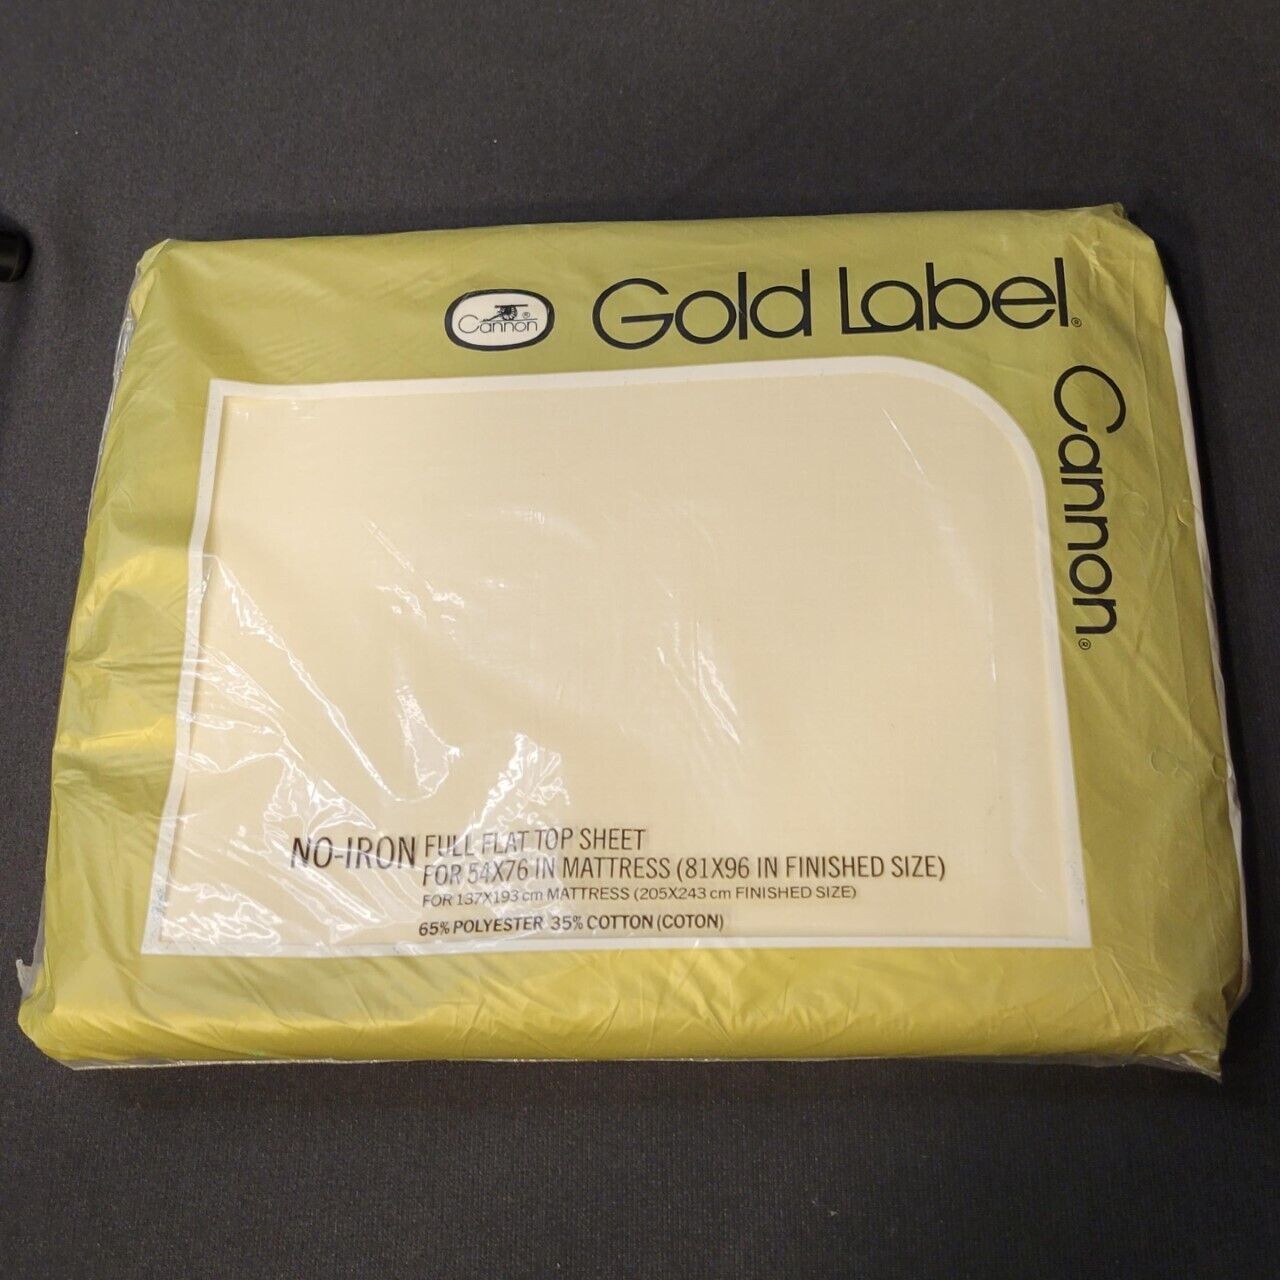 Cannon®
Gold Label®
Cannon®
NO-IRON FULL FLAT TOP SHEET
FOR 54X76 IN MATTRESS (81X96 IN FINISHED SIZE)
FOR 137X193 cm MATTRESS (205X243 cm FINISHED SIZE)
65% POLYESTER 35% COTTON (COTON)